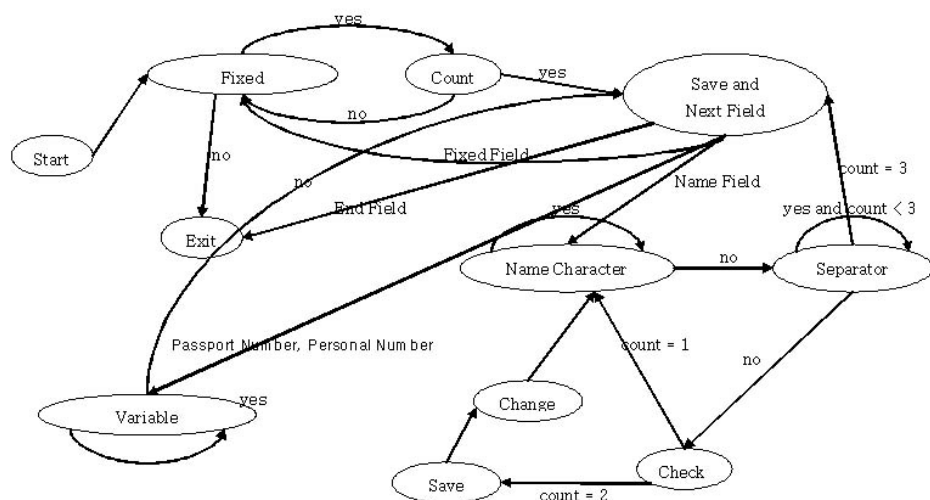 yes
Fixed
Count
yes
Save and
Next Field
no
Start
no
Fixed Field
no
Name Field
count = 3
End Field
yes
yes and count < 3
Exit
Name Character
no
Separator
Passport Number, Personal Number
count = 1
no
Change
yes
Variable
Check
Save
count = 2